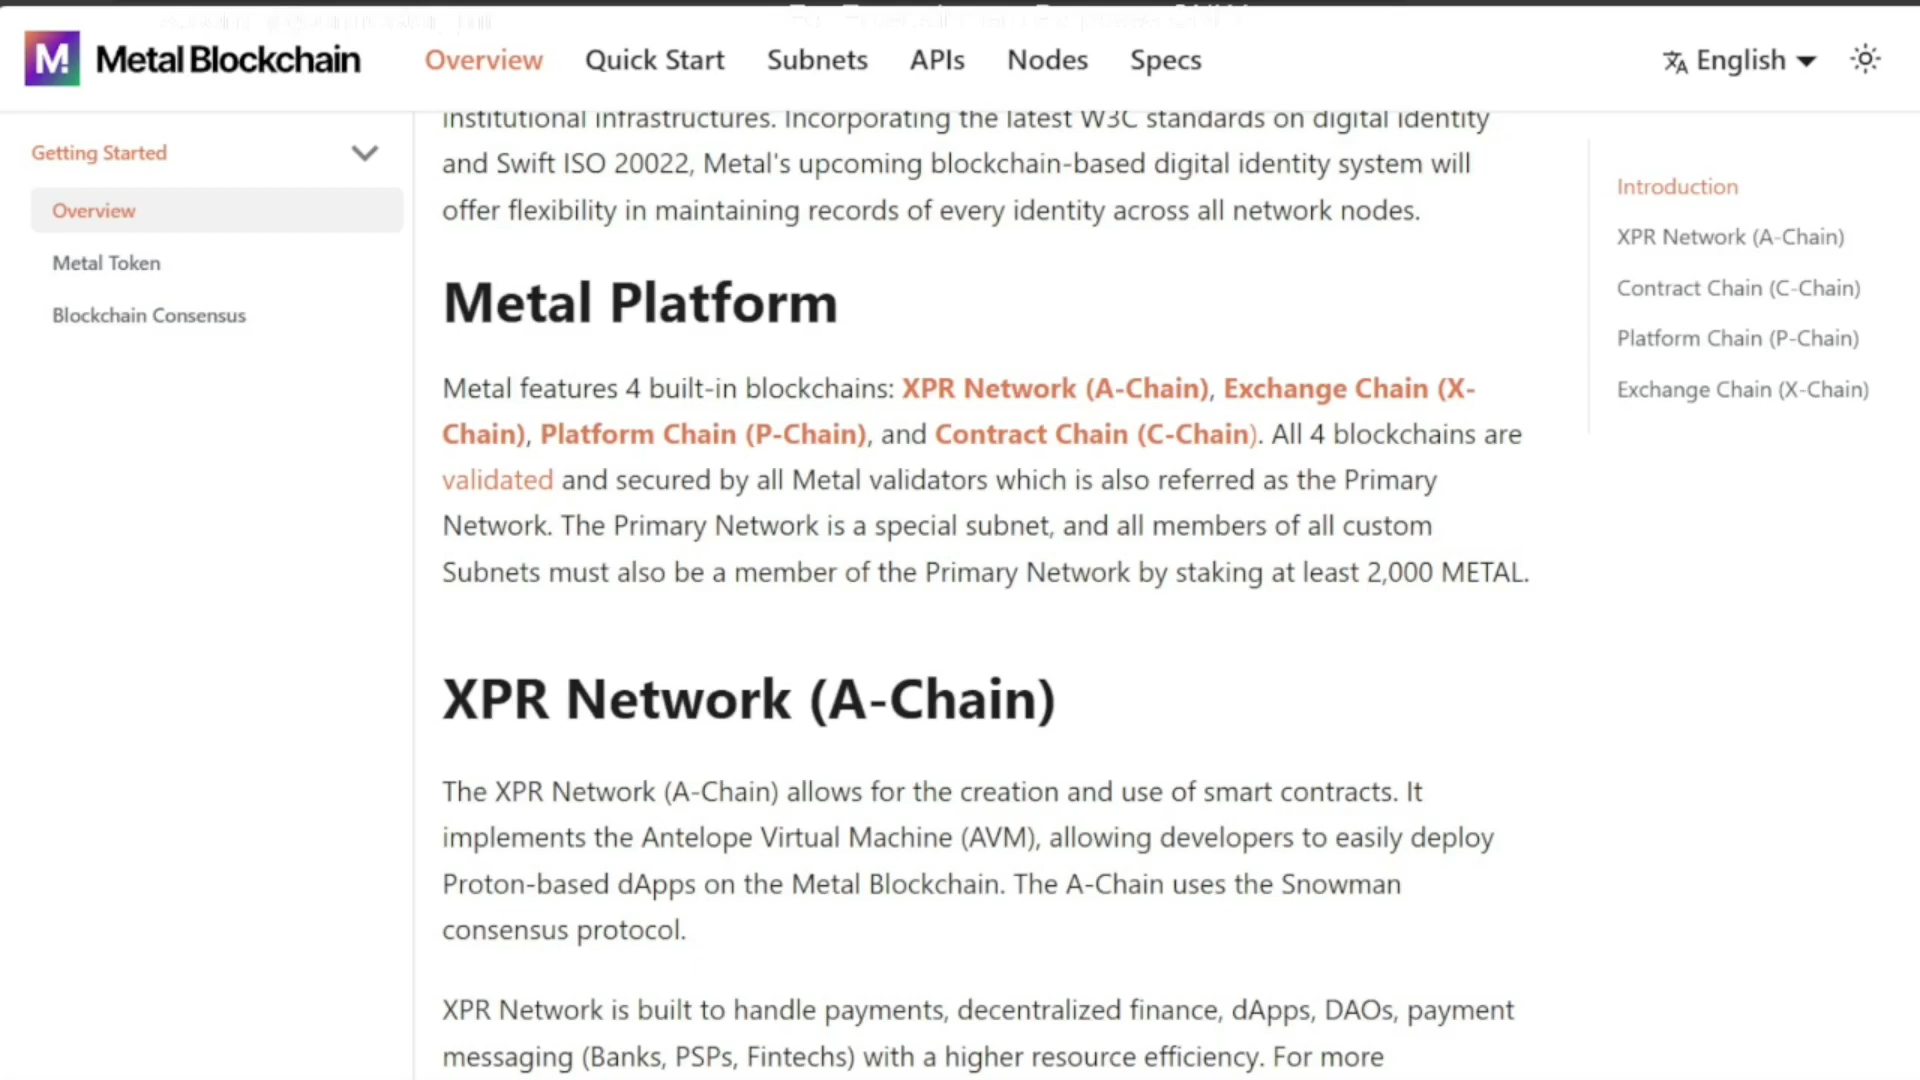 Metal Blockchain
Overview
Quick Start
Subnets
APIs
Nodes
Specs
English
Getting Started
Overview
Metal Token
Blockchain Consensus
institutional infrastructures. Incorporating the latest W3C standards on digital identity
and Swift ISO 20022, Metal's upcoming blockchain-based digital identity system will
offer flexibility in maintaining records of every identity across all network nodes.
Metal Platform
Metal features 4 built-in blockchains: XPR Network (A-Chain), Exchange Chain (X-
Chain), Platform Chain (P-Chain), and Contract Chain (C-Chain). All 4 blockchains are
validated and secured by all Metal validators which is also referred as the Primary
Network. The Primary Network is a special subnet, and all members of all custom
Subnets must also be a member of the Primary Network by staking at least 2,000 METAL.
XPR Network (A-Chain)
The XPR Network (A-Chain) allows for the creation and use of smart contracts. It
implements the Antelope Virtual Machine (AVM), allowing developers to easily deploy
Proton-based dApps on the Metal Blockchain. The A-Chain uses the Snowman
consensus protocol.
XPR Network is built to handle payments, decentralized finance, dApps, DAOs, payment
messaging (Banks, PSPs, Fintechs) with a higher resource efficiency. For more
Introduction
XPR Network (A-Chain)
Contract Chain (C-Chain)
Platform Chain (P-Chain)
Exchange Chain (X-Chain)